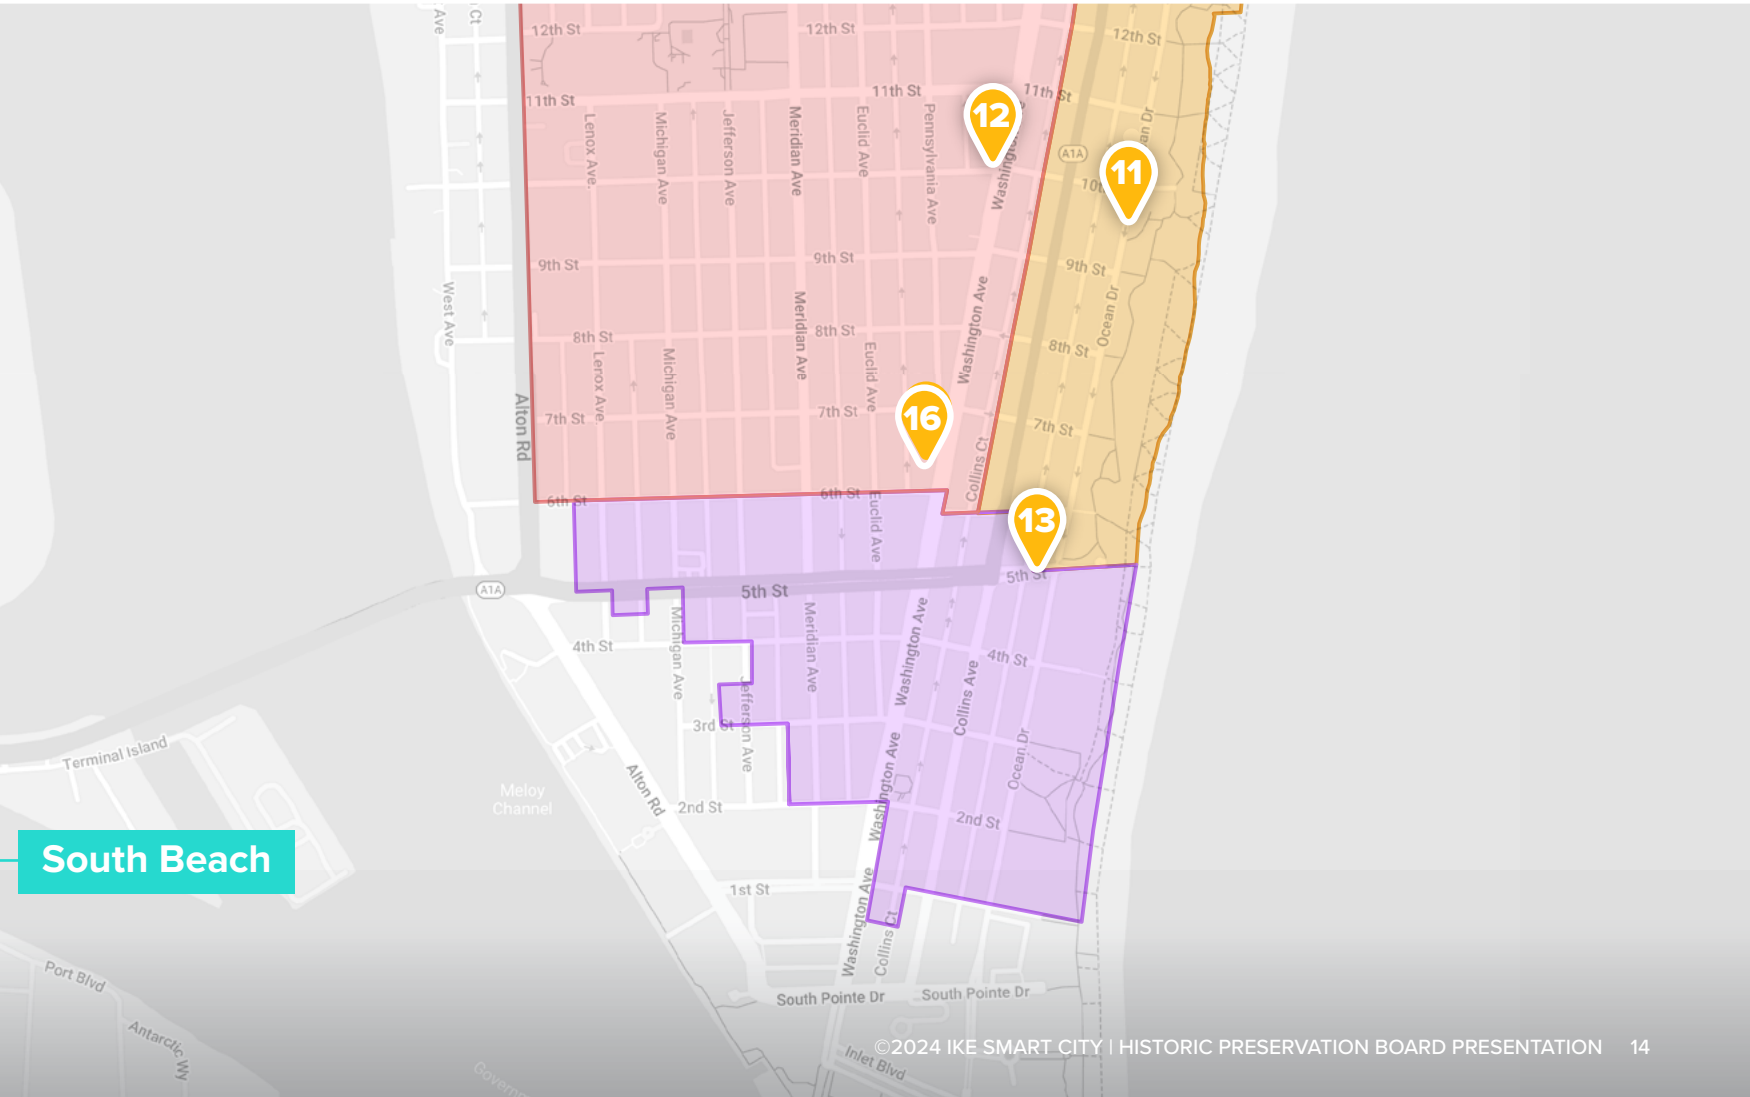 Ave
Ct
12th St
12th St
12th St
11th St
11th St
11th St
12
A1A
11
Lenox Ave.
Michigan Ave
Jefferson Ave
Meridian Ave
Euclid Ave
Pennsylvania Ave
9th St
9th St
9th St
West Ave
Meridian Ave
Washington Ave
Ocean Dr
8th St
8th St
8th St
Lenox Ave
Michigan Ave
Euclid Ave
Alton Rd
7th St
7th St
7th St
16
Collins Ct
6th St
6th St
Euclid Ave
13
A1A
5th St
5th St
Michigan Ave
Meridian Ave
Washington Ave
4th St
4th St
Collins Ave
3rd St
Jefferson Ave
Ocean Dr
Terminal Island
Washington Ave
Meloy
Channel
Alton Rd
2nd St
2nd St
South Beach
1st St
Washington Ave
Collins Ct
Port Blvd
South Pointe Dr
South Pointe Dr
Antarctic Wy
Inlet Blvd
©2024 IKE SMART CITY | HISTORIC PRESERVATION BOARD PRESENTATION 14